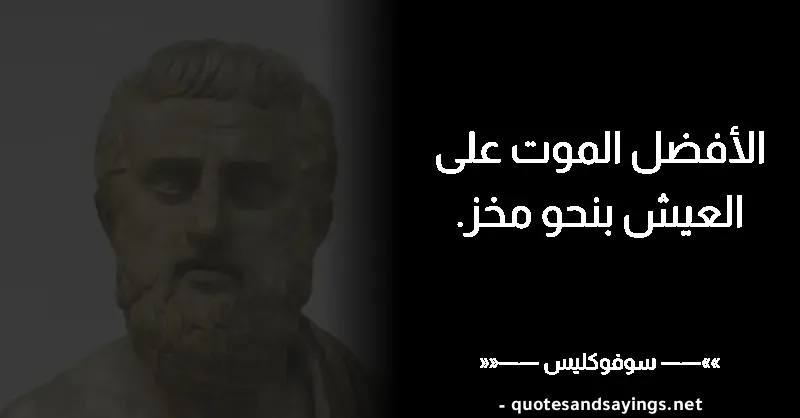 الأفضل الموت على
العيش بنحو مخز.
»—— سوفوكليس ——««
- quotesandsayings.net